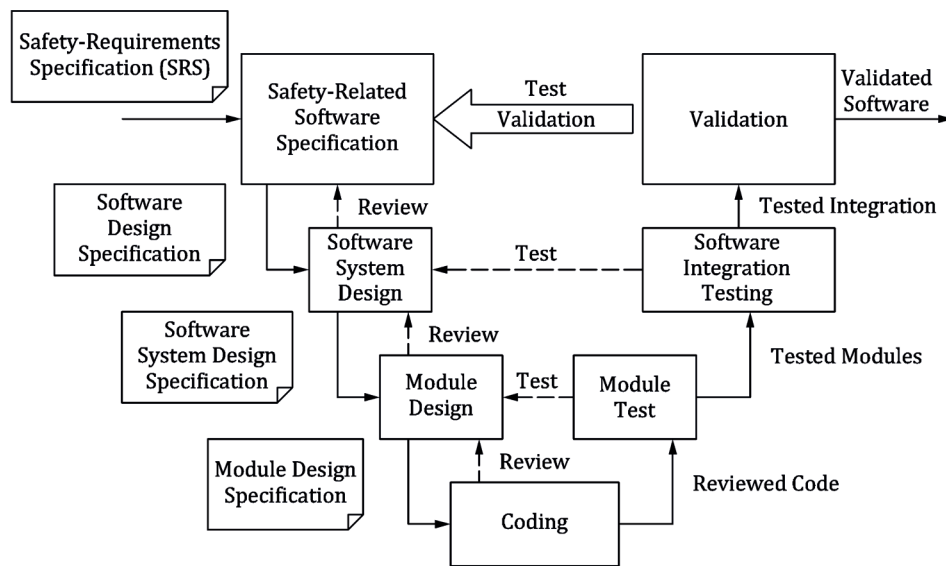 Safety-Requirements
Specification (SRS)
Safety-Related
Software
Specification
Test
Validation
Validation
Validated
Software
Software
Design
Specification
Review
Tested Integration
Software
System
Design
Test
Software
Integration
Testing
Software
System Design
Specification
Review
Tested Modules
Module
Design
Test
Module
Test
Module Design
Specification
Review
Reviewed Code
Coding